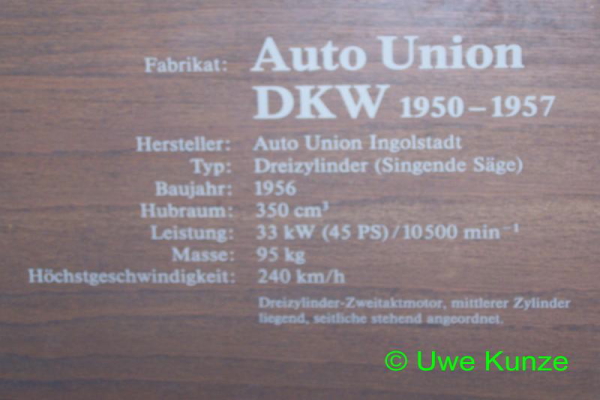 Fabrikat: Auto Union
DKW 1950–1957
Hersteller: Auto Union Ingolstadt
Typ: Dreizylinder (Singende Säge)
Baujahr: 1956
Hubraum: 350 cm³
Leistung: 33 kW (45 PS)/10500 min⁻¹
Masse: 95 kg
Höchstgeschwindigkeit: 240 km/h
Dreizylinder-Zweitaktmotor, mittlerer Zylinder
liegend, seitliche stehend angeordnet.
© Uwe Kunze